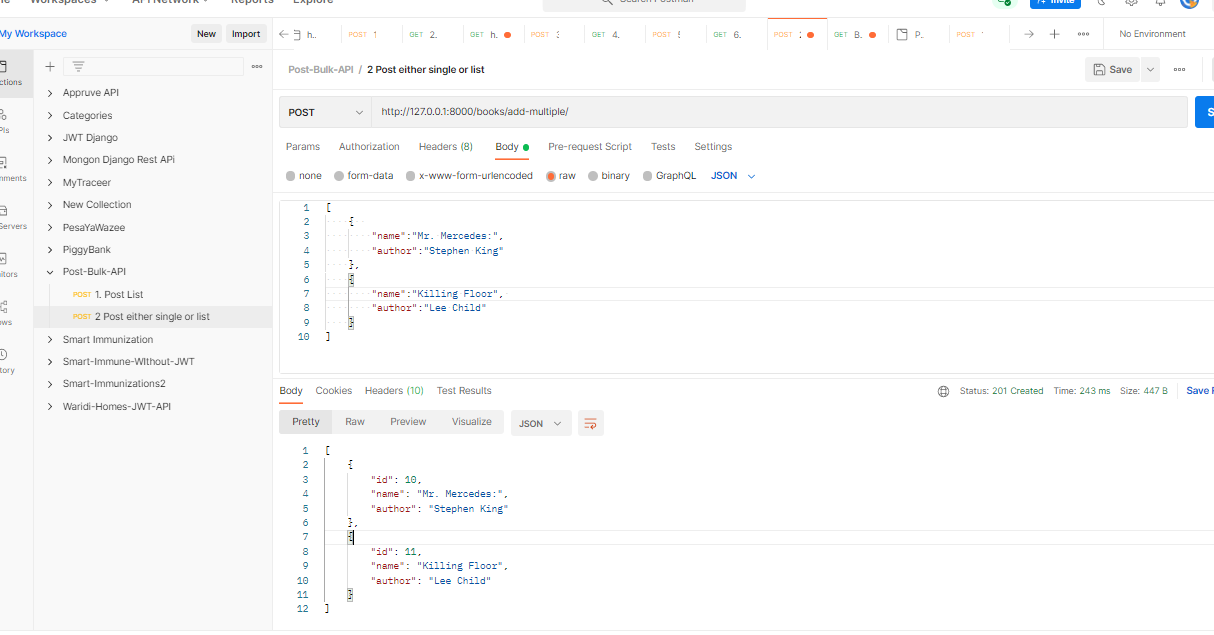 Workspaces API Network Reports Explore Search Postman Invite
My Workspace New Import
h.. POST GET 2. GET h. POST GET 4. POST GET 6. POST GET B. P.. POST No Environment
Post-Bulk-API / 2 Post either single or list Save
Appruve API
Categories
JWT Django
Mongon Django Rest APi
MyTraceer
New Collection
PesaYaWazee
PiggyBank
Post-Bulk-API
POST 1. Post List
POST 2 Post either single or list
Smart Immunization
Smart-Immune-WIthout-JWT
Smart-Immunizations2
Waridi-Homes-JWT-API
POST http://127.0.0.1:8000/books/add-multiple/
Params Authorization Headers (8) Body Pre-request Script Tests Settings
none form-data x-www-form-urlencoded raw binary GraphQL JSON
1 [
2 {
3 "name":"Mr. Mercedes:",
4 "author":"Stephen King"
5 },
6 {
7 "name":"Killing Floor",
8 "author":"Lee Child"
9 }
10 ]
Body Cookies Headers (10) Test Results Status: 201 Created Time: 243 ms Size: 447 B Save
Pretty Raw Preview Visualize JSON
1 [
2 {
3 "id": 10,
4 "name": "Mr. Mercedes:",
5 "author": "Stephen King"
6 },
7 {
8 "id": 11,
9 "name": "Killing Floor",
10 "author": "Lee Child"
11 }
12 ]